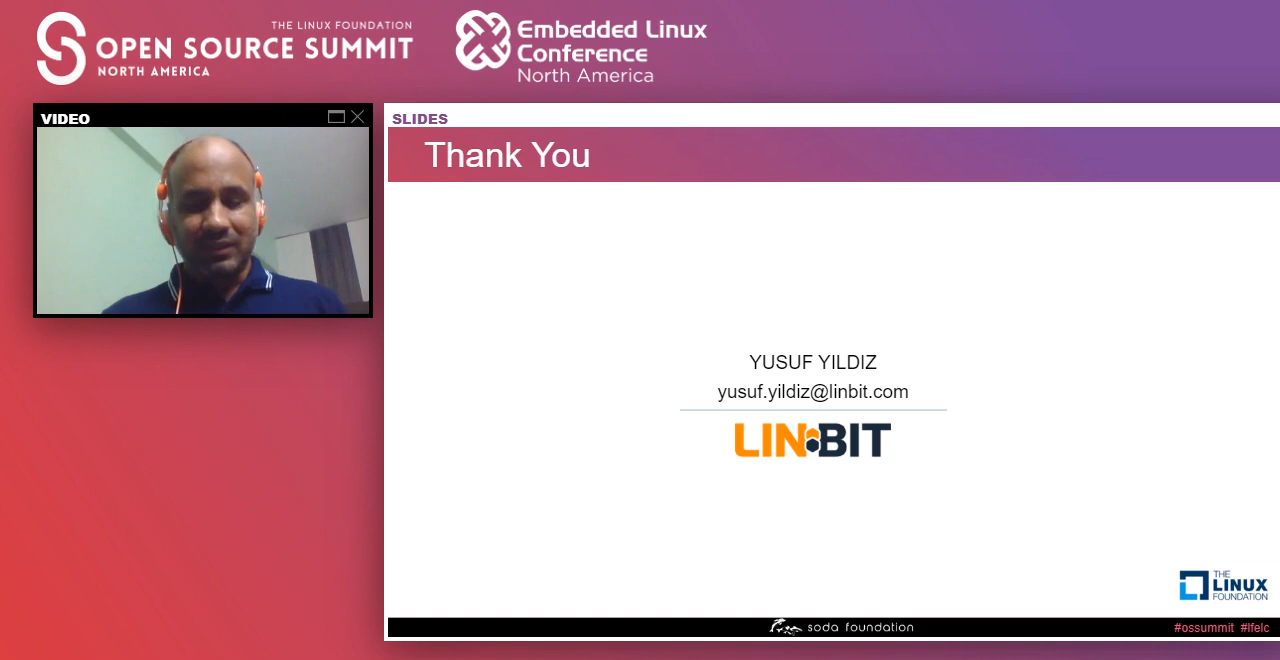 THE LINUX FOUNDATION
OPEN SOURCE SUMMIT
NORTH AMERICA
Embedded Linux
Conference
North America
VIDEO
SLIDES
Thank You
YUSUF YILDIZ
yusuf.yildiz@linbit.com
LINBIT
THE
LINUX
FOUNDATION
soda foundation
#ossummit #lfelc